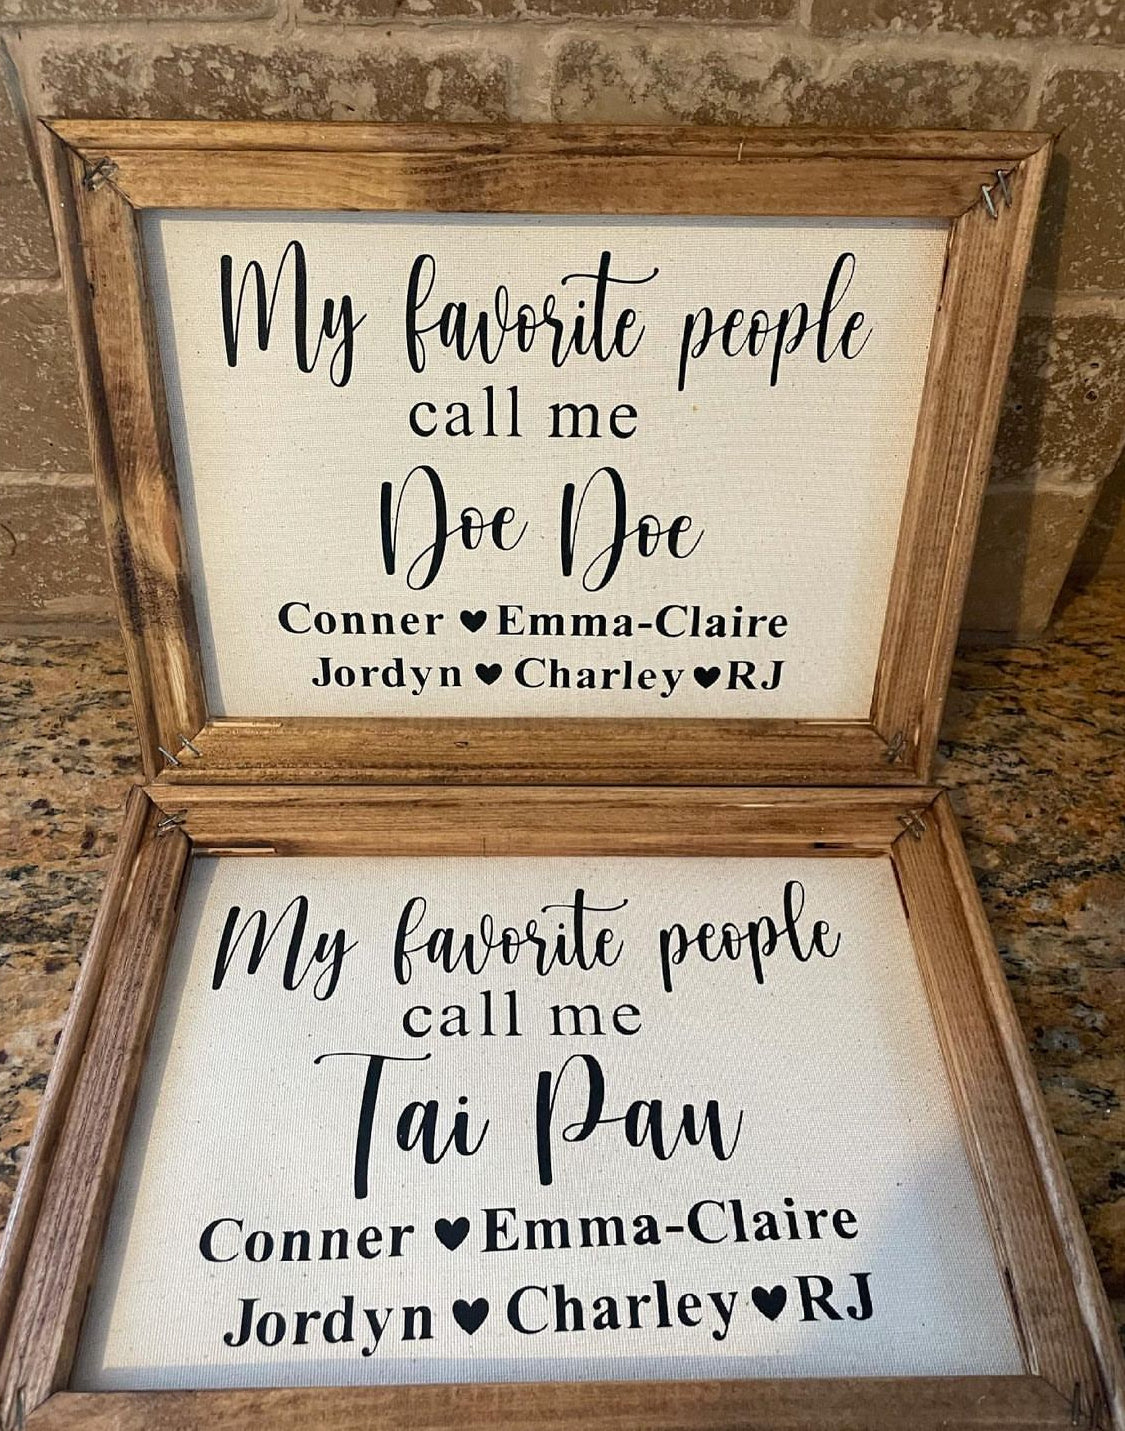 My favorite people
call me
Doe Doe
Conner ♥ Emma-Claire
Jordyn ♥ Charley ♥ RJ
My favorite people
call me
Tai Pau
Conner ♥ Emma-Claire
Jordyn ♥ Charley ♥ RJ